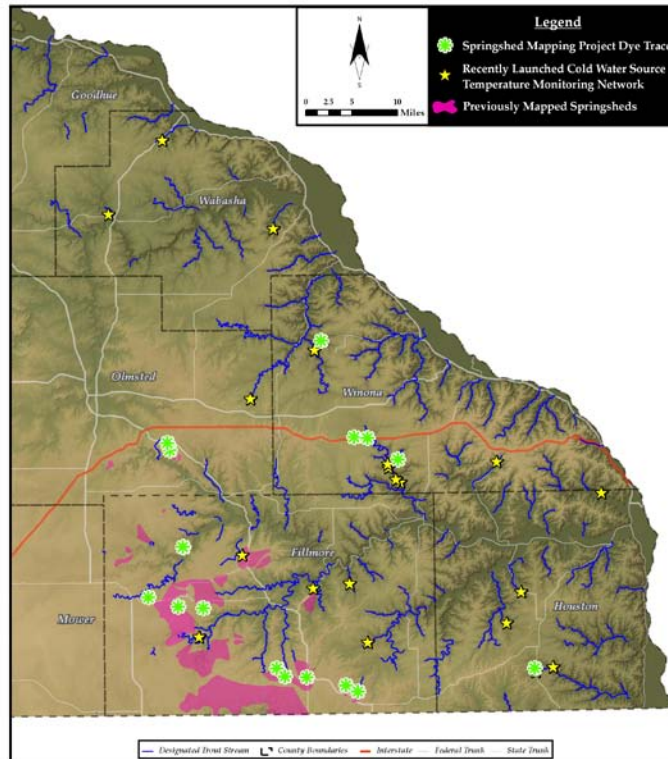 Legend
Springshed Mapping Project Dye Trace
Recently Launched Cold Water Source
Temperature Monitoring Network
Previously Mapped Springsheds
N
S
0 2.5 5 10
Miles
Goodhue
Wabasha
Olmsted
Winona
Fillmore
Mower
Houston
Designated Trout Stream County Boundaries Interstate Federal Trunk State Trunk